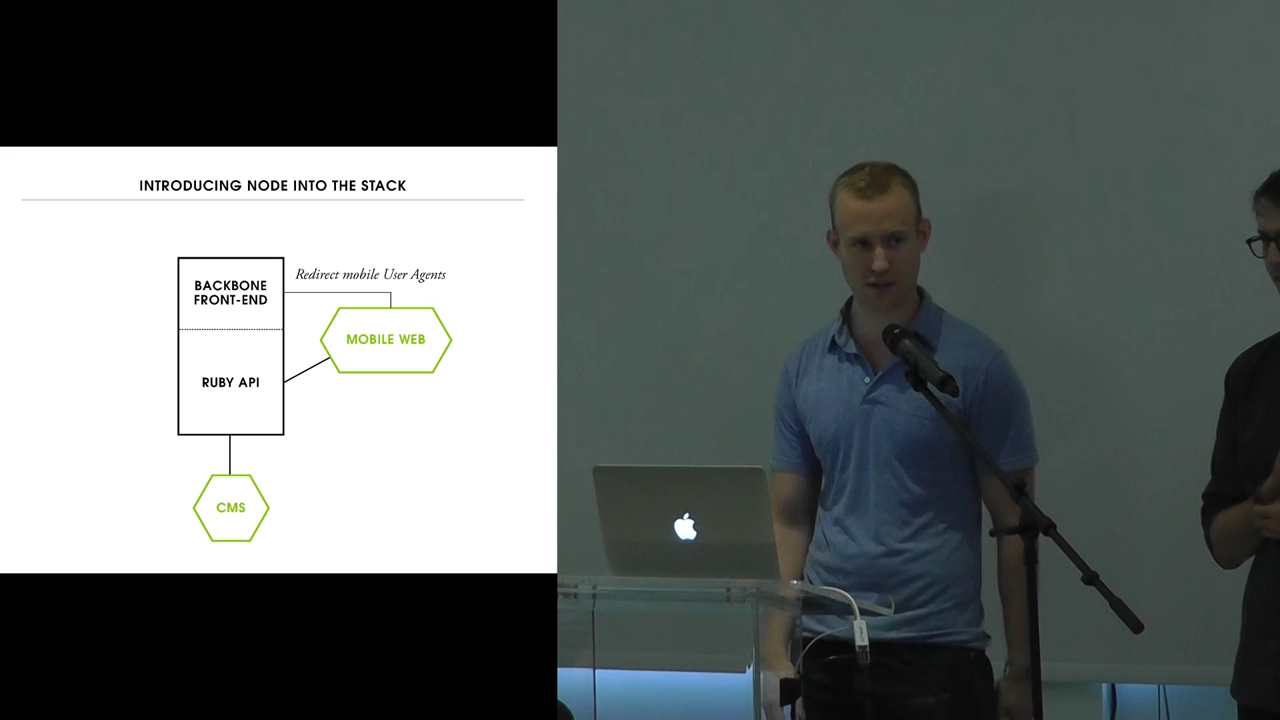 INTRODUCING NODE INTO THE STACK
BACKBONE
FRONT-END
Redirect mobile User Agents
MOBILE WEB
RUBY API
CMS